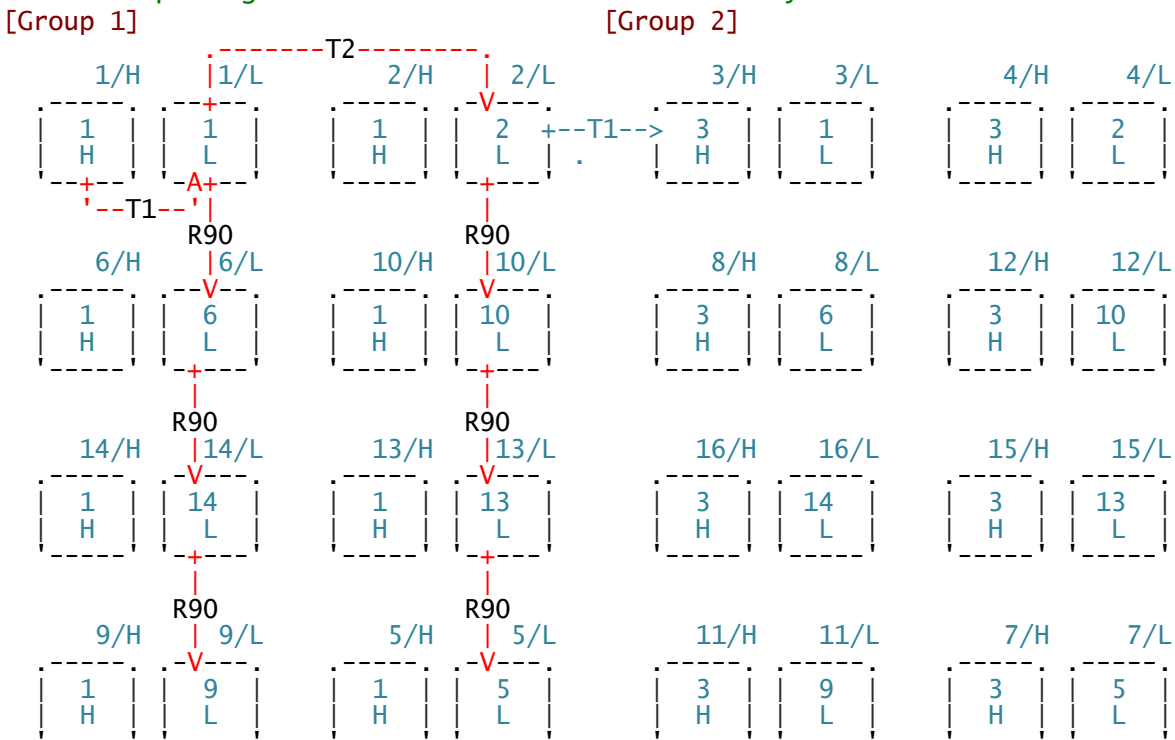 [Group 1] [Group 2]
.-------T2--------.
1/H |1/L 2/H | 2/L 3/H 3/L 4/H 4/L
.-----. .--+--. .-----. .-V---. .-----. .-----. .-----. .-----.
| 1 | | 1 | | 1 | | 2 +--T1--> 3 | | 1 | | 3 | | 2 |
| H | | L | | H | | L | . | H | | L | | H | | L |
'--+--' '-A+--' '-----' '-+---' '-----' '-----' '-----' '-----'
'--T1--'| |
R90 R90
6/H |6/L 10/H |10/L 8/H 8/L 12/H 12/L
.-----. .--V--. .-----. .-V---. .-----. .-----. .-----. .-----.
| 1 | | 6 | | 1 | | 10 | | 3 | | 6 | | 3 | | 10 |
| H | | L | | H | | L | | H | | L | | H | | L |
'-----' '-+---' '-----' '-+---' '-----' '-----' '-----' '-----'
| |
R90 R90
14/H |14/L 13/H |13/L 16/H 16/L 15/H 15/L
.-----. .-V---. .-----. .-V---. .-----. .-----. .-----. .-----.
| 1 | | 14 | | 1 | | 13 | | 3 | | 14 | | 3 | | 13 |
| H | | L | | H | | L | | H | | L | | H | | L |
'-----' '-+---' '-----' '-+---' '-----' '-----' '-----' '-----'
| |
R90 R90
9/H | 9/L 5/H | 5/L 11/H 11/L 7/H 7/L
.-----. .-V---. .-----. .-V---. .-----. .-----. .-----. .-----.
| 1 | | 9 | | 1 | | 5 | | 3 | | 9 | | 3 | | 5 |
| H | | L | | H | | L | | H | | L | | H | | L |